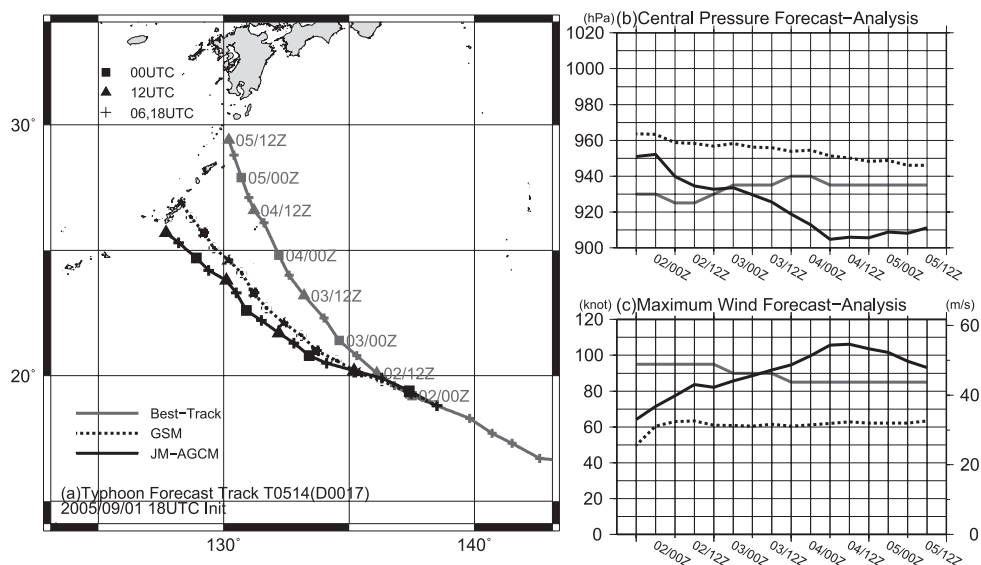 ■ 00UTC
▲ 12UTC
+ 06,18UTC
30°
20°
130°
140°
05/12Z
05/00Z
04/12Z
04/00Z
03/12Z
03/00Z
02/12Z
02/00Z
Best-Track
GSM
JM-AGCM
(a)Typhoon Forecast Track T0514(D0017)
2005/09/01 18UTC Init
(hPa) (b)Central Pressure Forecast-Analysis
1020
1000
980
960
940
920
900
02/00Z 02/12Z 03/00Z 03/12Z 04/00Z 04/12Z 05/00Z 05/12Z
(knot) (c)Maximum Wind Forecast-Analysis (m/s)
120
100
80
60
40
20
0
60
50
40
30
20
10
0
02/00Z 02/12Z 03/00Z 03/12Z 04/00Z 04/12Z 05/00Z 05/12Z